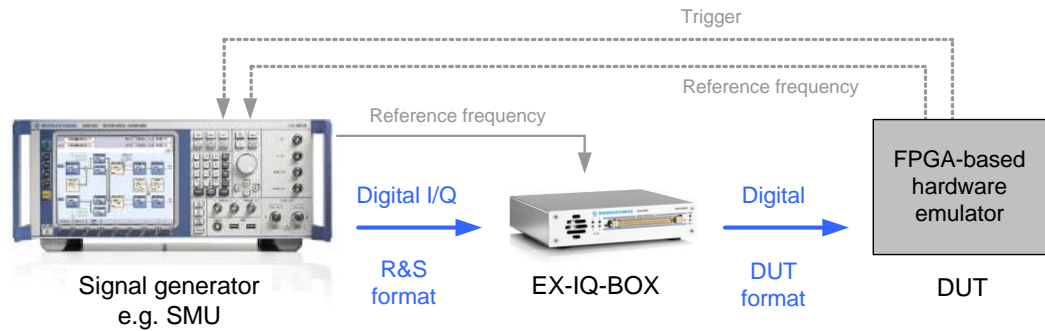 Trigger
Reference frequency
Reference frequency
Digital I/Q
Digital
R&S
format
DUT
format
FPGA-based
hardware
emulator
Signal generator
e.g. SMU
EX-IQ-BOX
DUT